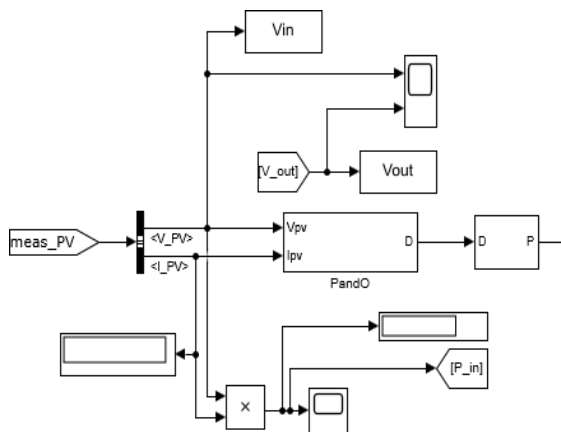 Vin
[V_out]
Vout
meas_PV
<V_PV>
<I_PV>
Vpv
Ipv
D
PandO
D
P
[P_in]
×